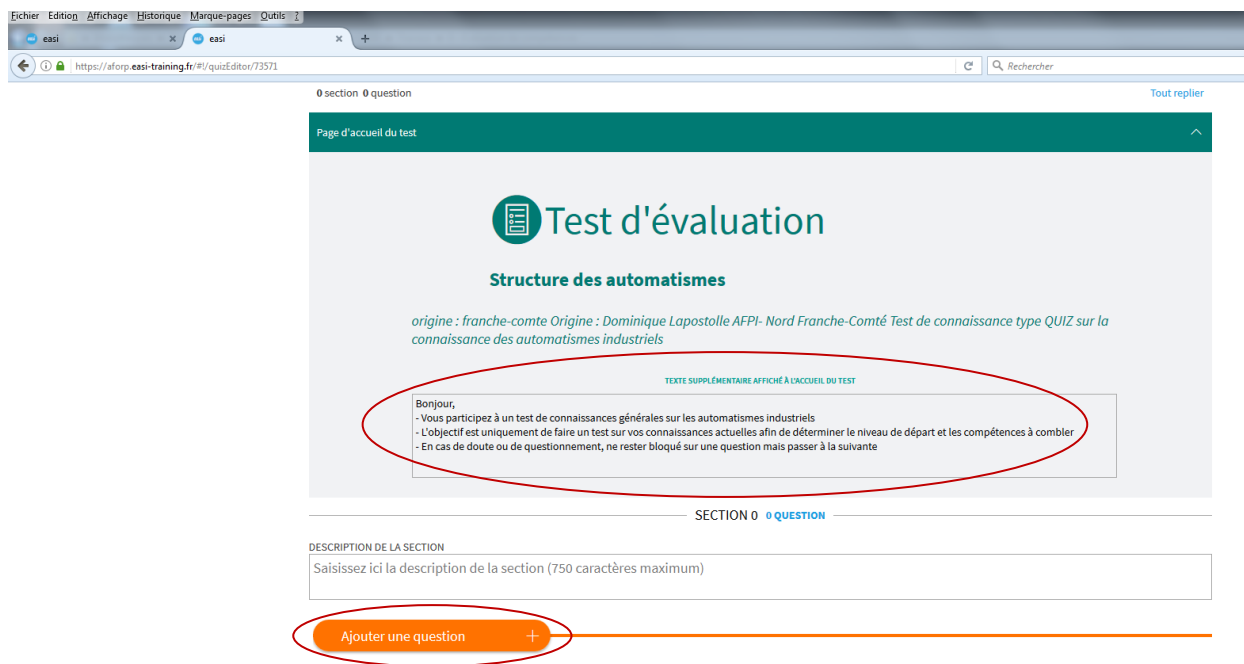 Fichier Edition Affichage Historique Marque-pages Outils ?
easi × easi × +
https://aforp.easi-training.fr/#!/quizEditor/73571 Rechercher
0 section 0 question Tout replier
Page d'accueil du test
Test d'évaluation
Structure des automatismes
origine : franche-comte Origine : Dominique Lapostolle AFPI- Nord Franche-Comté Test de connaissance type QUIZ sur la
connaissance des automatismes industriels
TEXTE SUPPLÉMENTAIRE AFFICHÉ À L'ACCUEIL DU TEST
Bonjour,
- Vous participez à un test de connaissances générales sur les automatismes industriels
- L'objectif est uniquement de faire un test sur vos connaissances actuelles afin de déterminer le niveau de départ et les compétences à combler
- En cas de doute ou de questionnement, ne rester bloqué sur une question mais passer à la suivante
SECTION 0 0 QUESTION
DESCRIPTION DE LA SECTION
Saisissez ici la description de la section (750 caractères maximum)
Ajouter une question +